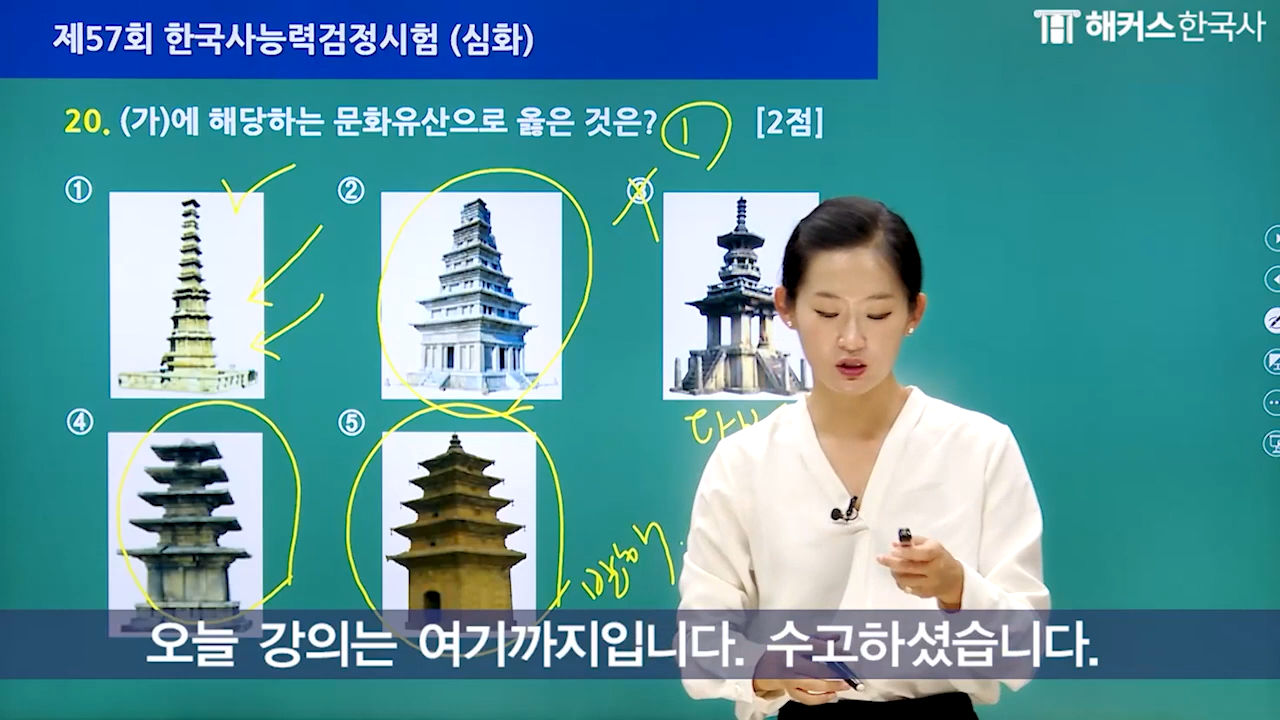 제57회 한국사능력검정시험 (심화)
해커스한국사
20. (가)에 해당하는 문화유산으로 옳은 것은? ① [2점]
① ② ③
④ ⑤
발해
오늘 강의는 여기까지입니다. 수고하셨습니다.